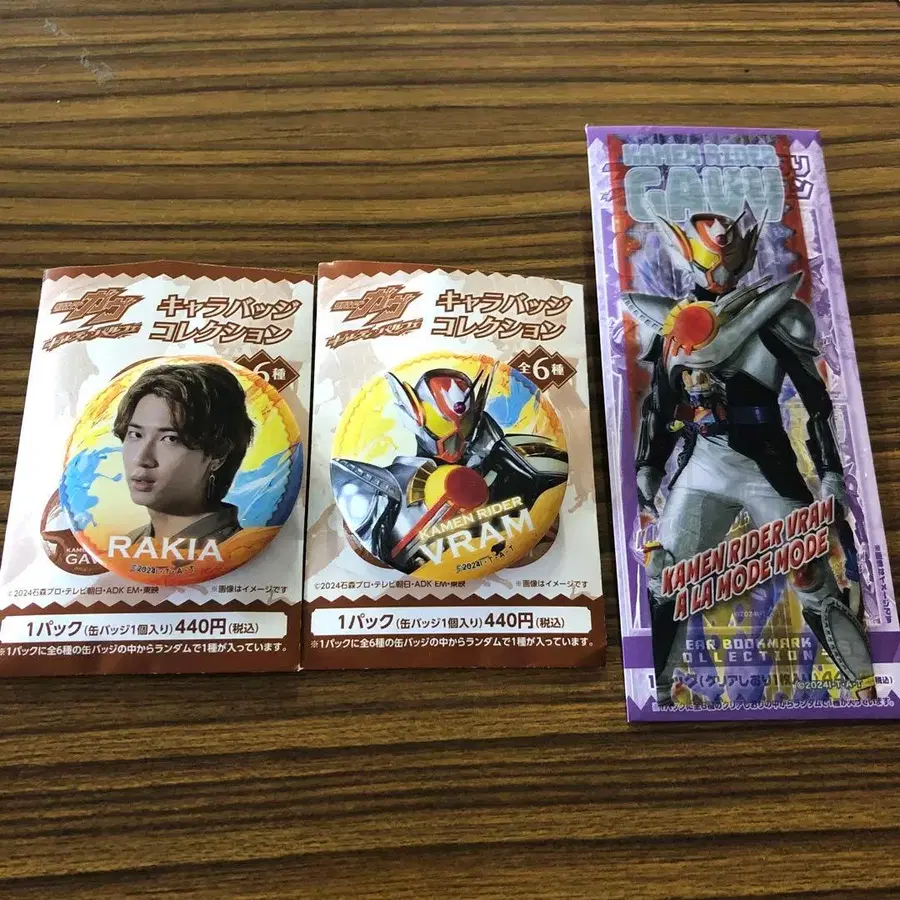 ガヴ
キャラバッジ
コレクション
6種
RAKIA
GA
©2024石森プロ・テレビ朝日・ADK EM・東映
※画像はイメージです
1パック(缶バッジ1個入り)440円(税込)
※1パックに全6種の缶バッジの中からランダムで1種が入っています。
ガヴ
キャラバッジ
コレクション
全6種
KAMEN RIDER
VRAM
©2024I・T・A・T
©2024石森プロ・テレビ朝日・ADK EM・東映
※画像はイメージです
1パック(缶バッジ1個入り)440円(税込)
※1パックに全6種の缶バッジの中からランダムで1種が入っています。
KAMEN RIDER
GAVV
KAMEN RIDER VRAM
A LA MODE MODE
EAR BOOKMARK
OLLECTION
©2024I・T・A・T